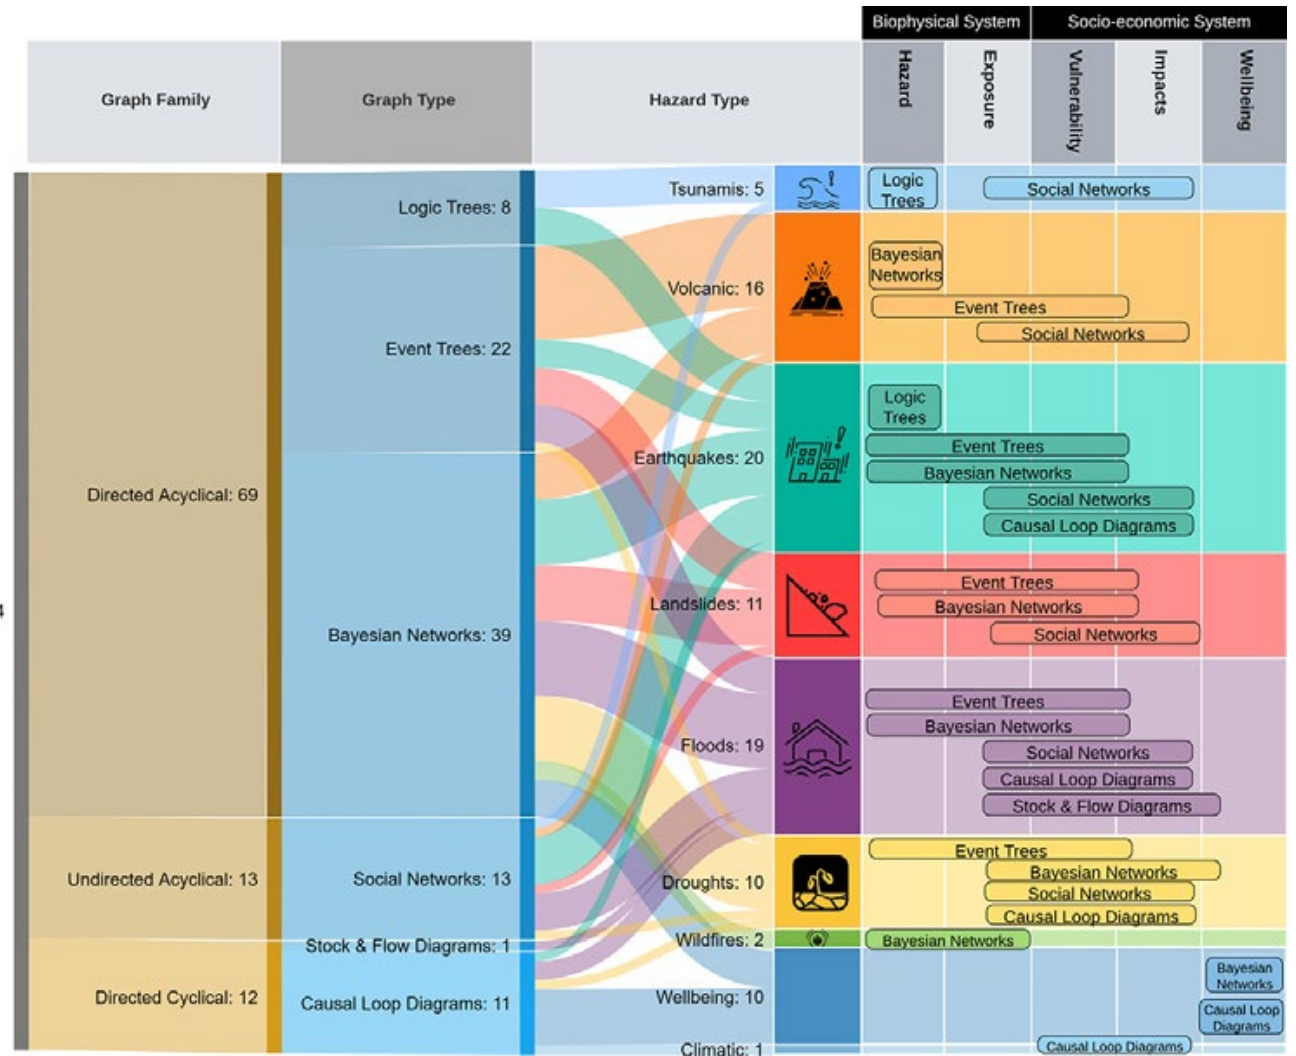 Biophysical System
Socio-economic System
Graph Family
Graph Type
Hazard Type
Hazard
Exposure
Vulnerability
Impacts
Wellbeing
Logic Trees: 8
Event Trees: 22
Directed Acyclical: 69
Bayesian Networks: 39
4
Undirected Acyclical: 13
Social Networks: 13
Stock & Flow Diagrams: 1
Directed Cyclical: 12
Causal Loop Diagrams: 11
Tsunamis: 5
Logic
Trees
Social Networks
Volcanic: 16
Bayesian
Networks
Event Trees
Social Networks
Earthquakes: 20
Logic
Trees
Event Trees
Bayesian Networks
Social Networks
Causal Loop Diagrams
Landslides: 11
Event Trees
Bayesian Networks
Social Networks
Floods: 19
Event Trees
Bayesian Networks
Social Networks
Causal Loop Diagrams
Stock & Flow Diagrams
Droughts: 10
Event Trees
Bayesian Networks
Social Networks
Causal Loop Diagrams
Wildfires: 2
Bayesian Networks
Wellbeing: 10
Bayesian
Networks
Causal Loop
Diagrams
Climatic: 1
Causal Loop Diagrams